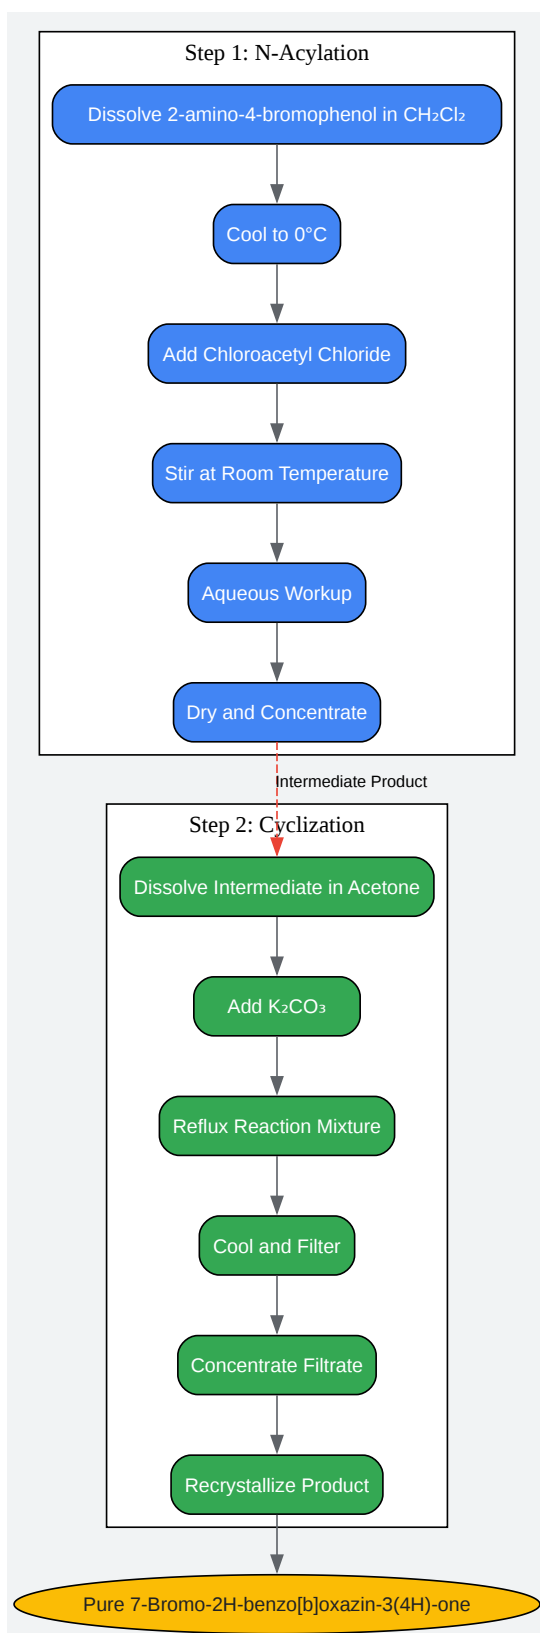 Step 1: N-Acylation
Dissolve 2-amino-4-bromophenol in CH₂Cl₂
Cool to 0°C
Add Chloroacetyl Chloride
Stir at Room Temperature
Aqueous Workup
Dry and Concentrate
Intermediate Product
Step 2: Cyclization
Dissolve Intermediate in Acetone
Add K₂CO₃
Reflux Reaction Mixture
Cool and Filter
Concentrate Filtrate
Recrystallize Product
Pure 7-Bromo-2H-benzo[b]oxazin-3(4H)-one